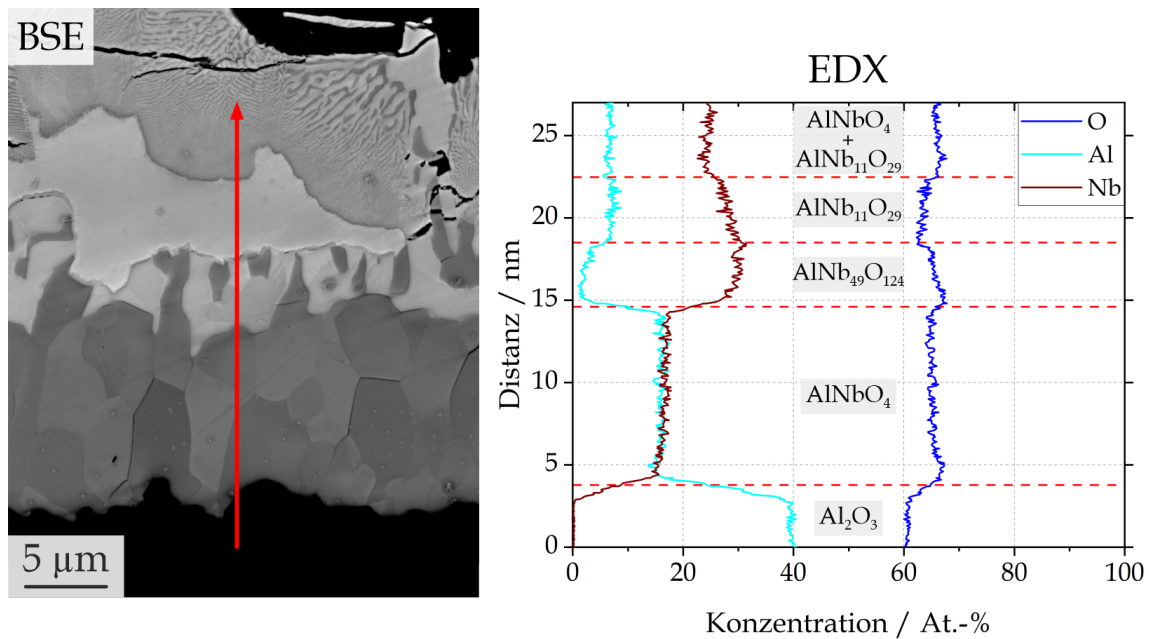 BSE
5 µm
EDX
Distanz / nm
25
20
15
10
5
0
AlNbO₄
+
AlNb₁₁O₂₉
AlNb₁₁O₂₉
AlNb₄₉O₁₂₄
AlNbO₄
Al₂O₃
O
Al
Nb
0 20 40 60 80 100
Konzentration / At.-%